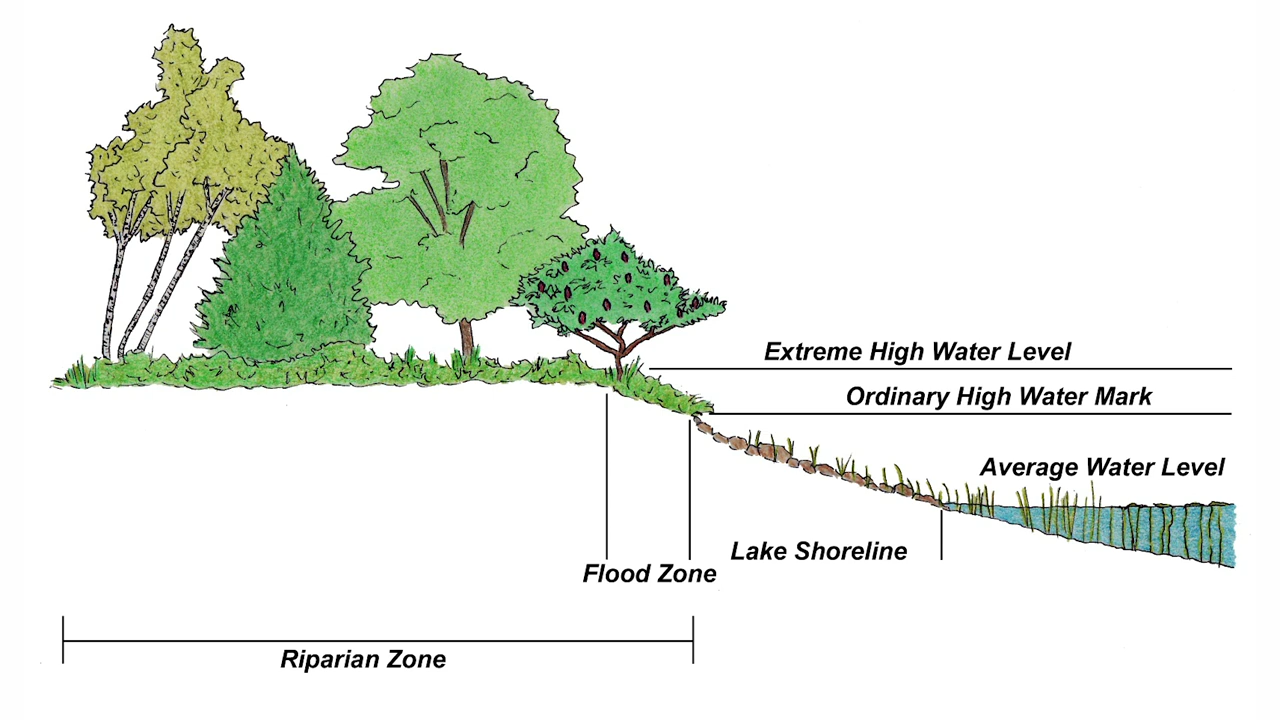 Extreme High Water Level
Ordinary High Water Mark
Average Water Level
Lake Shoreline
Flood Zone
Riparian Zone